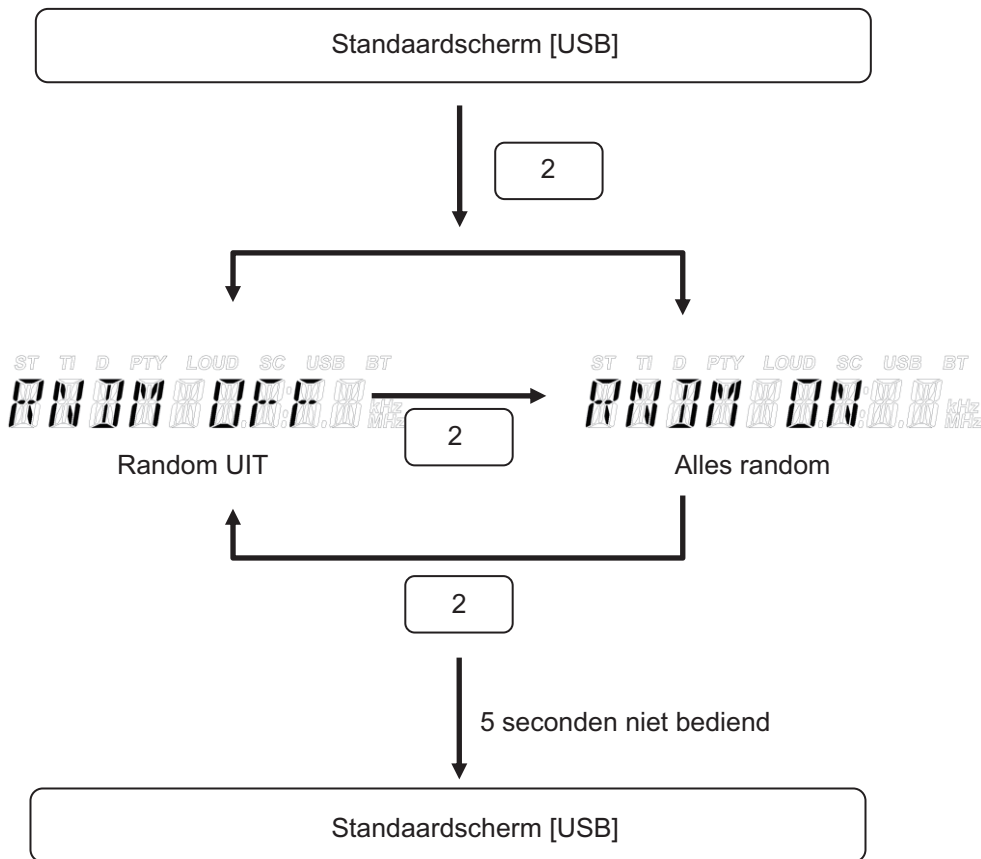 Standaardscherm [USB]
2
ST TI D PTY LOUD SC USB BT
RNDM OFF kHz MHz
2
ST TI D PTY LOUD SC USB BT
RNDM ON kHz MHz
Random UIT
Alles random
2
5 seconden niet bediend
Standaardscherm [USB]